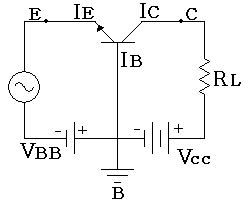 E IE IC C
IB
RL
- + - +
VBB Vcc
B